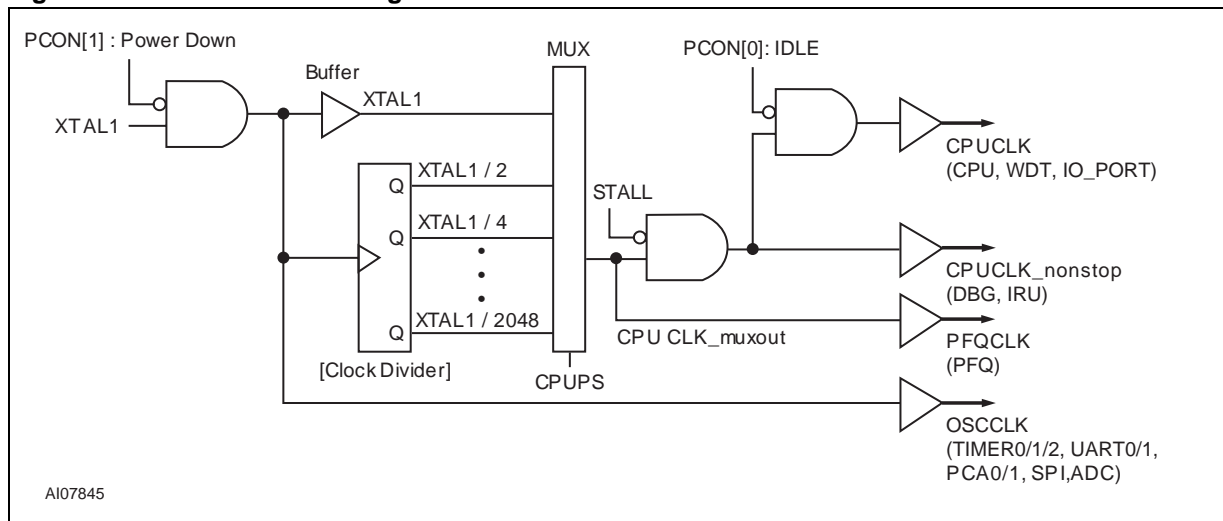 PCON[1] : Power Down
XTAL1
Buffer
XTAL1
MUX
PCON[0]: IDLE
Q
XTAL1 / 2
Q
XTAL1 / 4
Q
XTAL1 / 2048
[Clock Divider]
STALL
CPU CLK_muxout
CPUPS
CPUCLK
(CPU, WDT, IO_PORT)
CPUCLK_nonstop
(DBG, IRU)
PFQCLK
(PFQ)
OSCCLK
(TIMER0/1/2, UART0/1,
PCA0/1, SPI,ADC)
AI07845